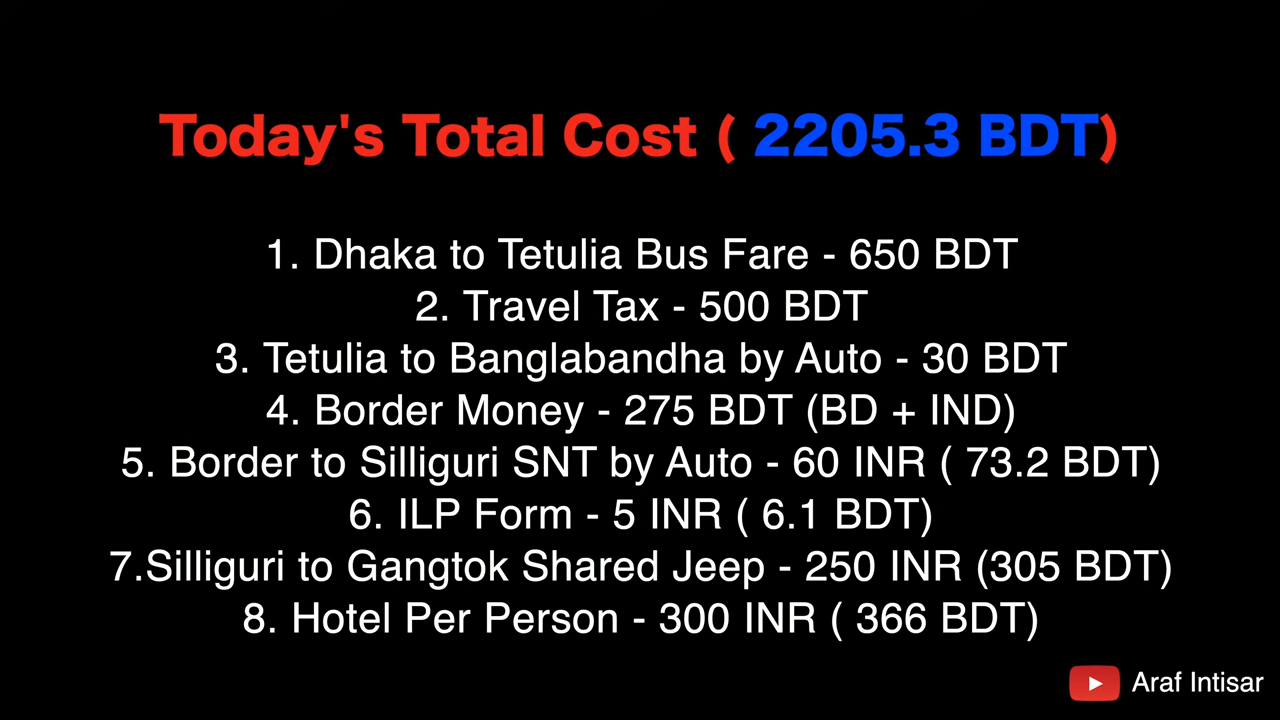 Today's Total Cost ( 2205.3 BDT)
1. Dhaka to Tetulia Bus Fare - 650 BDT
2. Travel Tax - 500 BDT
3. Tetulia to Banglabandha by Auto - 30 BDT
4. Border Money - 275 BDT (BD + IND)
5. Border to Silliguri SNT by Auto - 60 INR ( 73.2 BDT)
6. ILP Form - 5 INR ( 6.1 BDT)
7.Silliguri to Gangtok Shared Jeep - 250 INR (305 BDT)
8. Hotel Per Person - 300 INR ( 366 BDT)
Araf Intisar